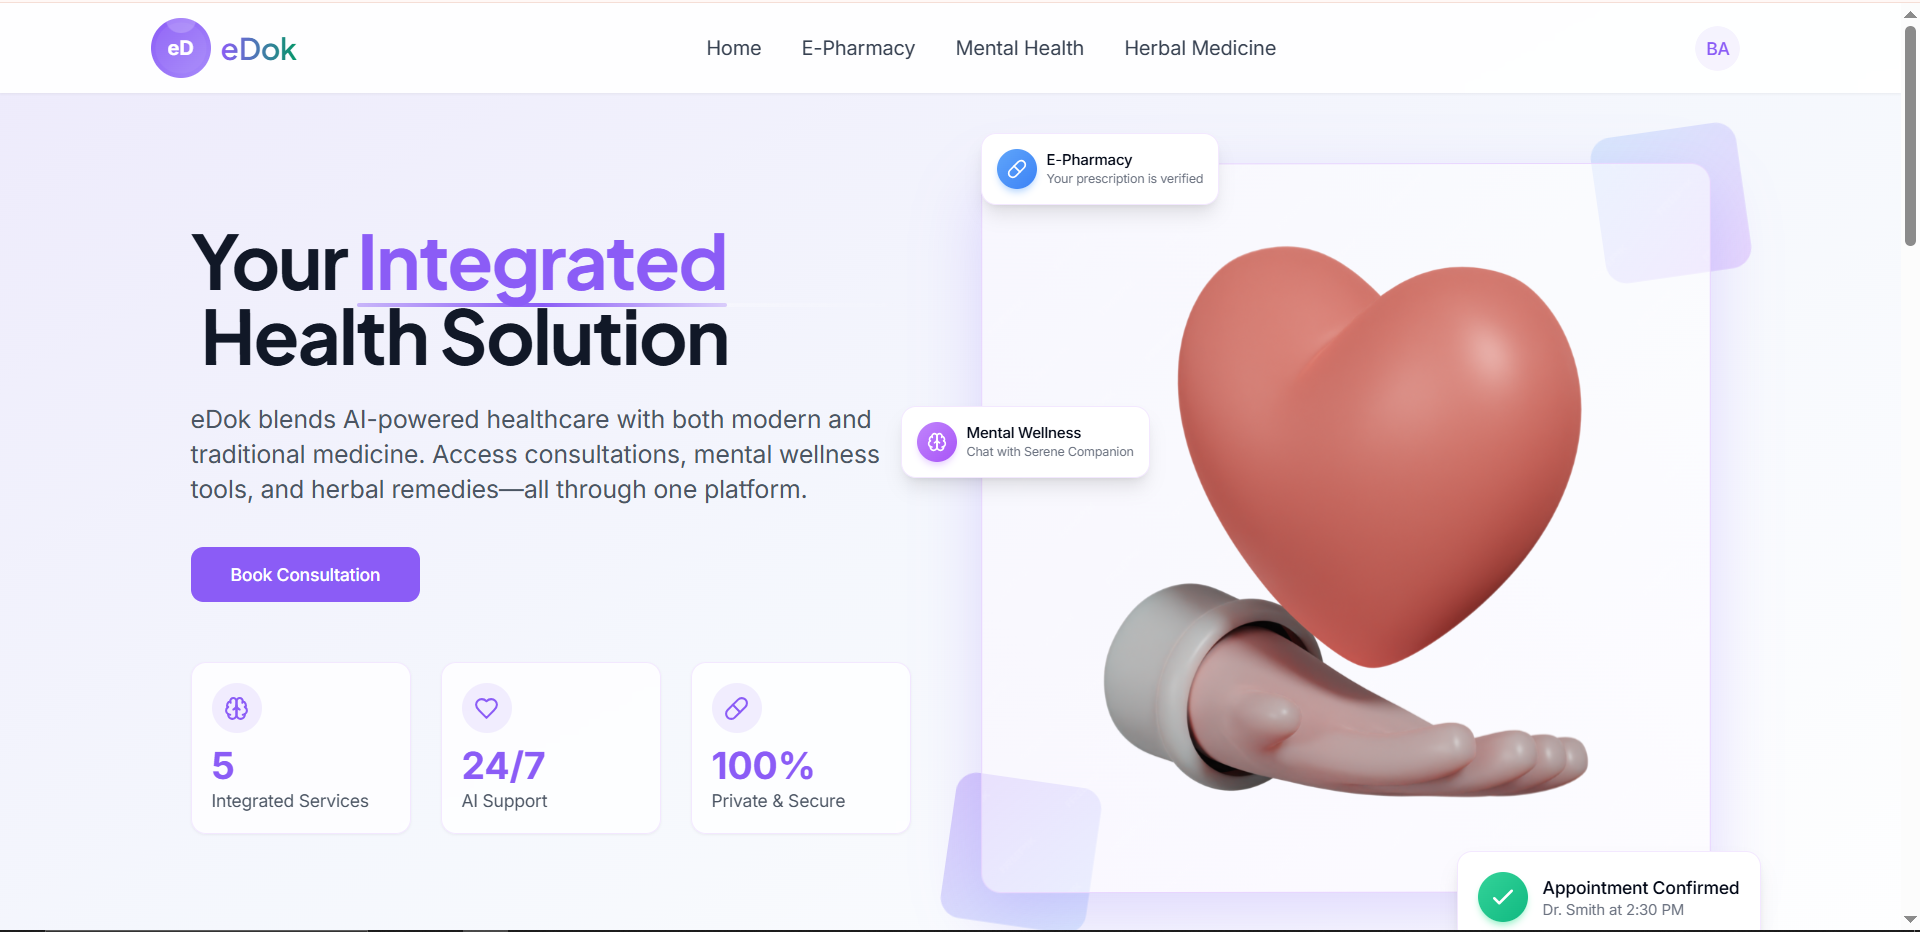 eD eDok
Home E-Pharmacy Mental Health Herbal Medicine
BA
Your Integrated
Health Solution
eDok blends AI-powered healthcare with both modern and
traditional medicine. Access consultations, mental wellness
tools, and herbal remedies—all through one platform.
Book Consultation
5
Integrated Services
24/7
AI Support
100%
Private & Secure
E-Pharmacy
Your prescription is verified
Mental Wellness
Chat with Serene Companion
Appointment Confirmed
Dr. Smith at 2:30 PM